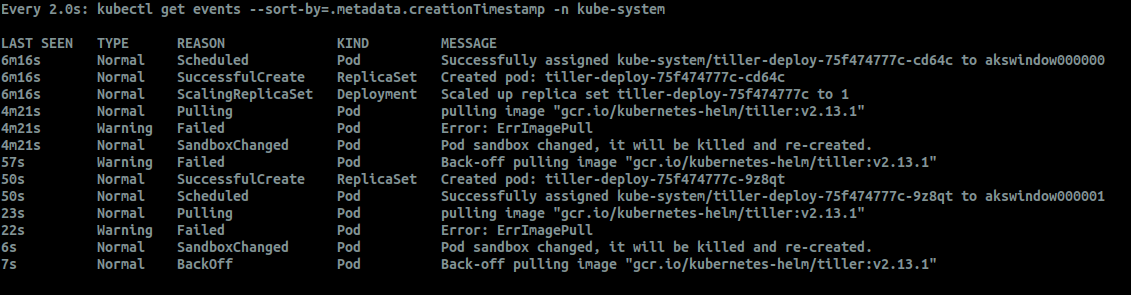 Every 2.0s: kubectl get events --sort-by=.metadata.creationTimestamp -n kube-system
LAST SEEN   TYPE      REASON              KIND         MESSAGE
6m16s       Normal    Scheduled           Pod          Successfully assigned kube-system/tiller-deploy-75f474777c-cd64c to akswindow000000
6m16s       Normal    SuccessfulCreate    ReplicaSet   Created pod: tiller-deploy-75f474777c-cd64c
6m16s       Normal    ScalingReplicaSet   Deployment   Scaled up replica set tiller-deploy-75f474777c to 1
4m21s       Normal    Pulling             Pod          pulling image "gcr.io/kubernetes-helm/tiller:v2.13.1"
4m21s       Warning   Failed              Pod          Error: ErrImagePull
4m21s       Normal    SandboxChanged      Pod          Pod sandbox changed, it will be killed and re-created.
57s         Warning   Failed              Pod          Back-off pulling image "gcr.io/kubernetes-helm/tiller:v2.13.1"
50s         Normal    SuccessfulCreate    ReplicaSet   Created pod: tiller-deploy-75f474777c-9z8qt
50s         Normal    Scheduled           Pod          Successfully assigned kube-system/tiller-deploy-75f474777c-9z8qt to akswindow000001
23s         Normal    Pulling             Pod          pulling image "gcr.io/kubernetes-helm/tiller:v2.13.1"
22s         Warning   Failed              Pod          Error: ErrImagePull
6s          Normal    SandboxChanged      Pod          Pod sandbox changed, it will be killed and re-created.
7s          Normal    BackOff             Pod          Back-off pulling image "gcr.io/kubernetes-helm/tiller:v2.13.1"